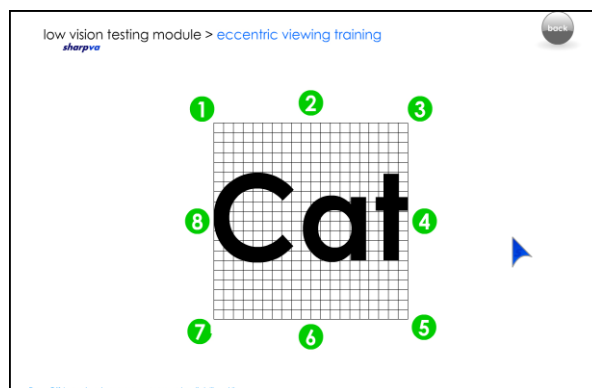 low vision testing module > eccentric viewing training
sharpva
back
1 2 3
Cat
8 4
7 6 5